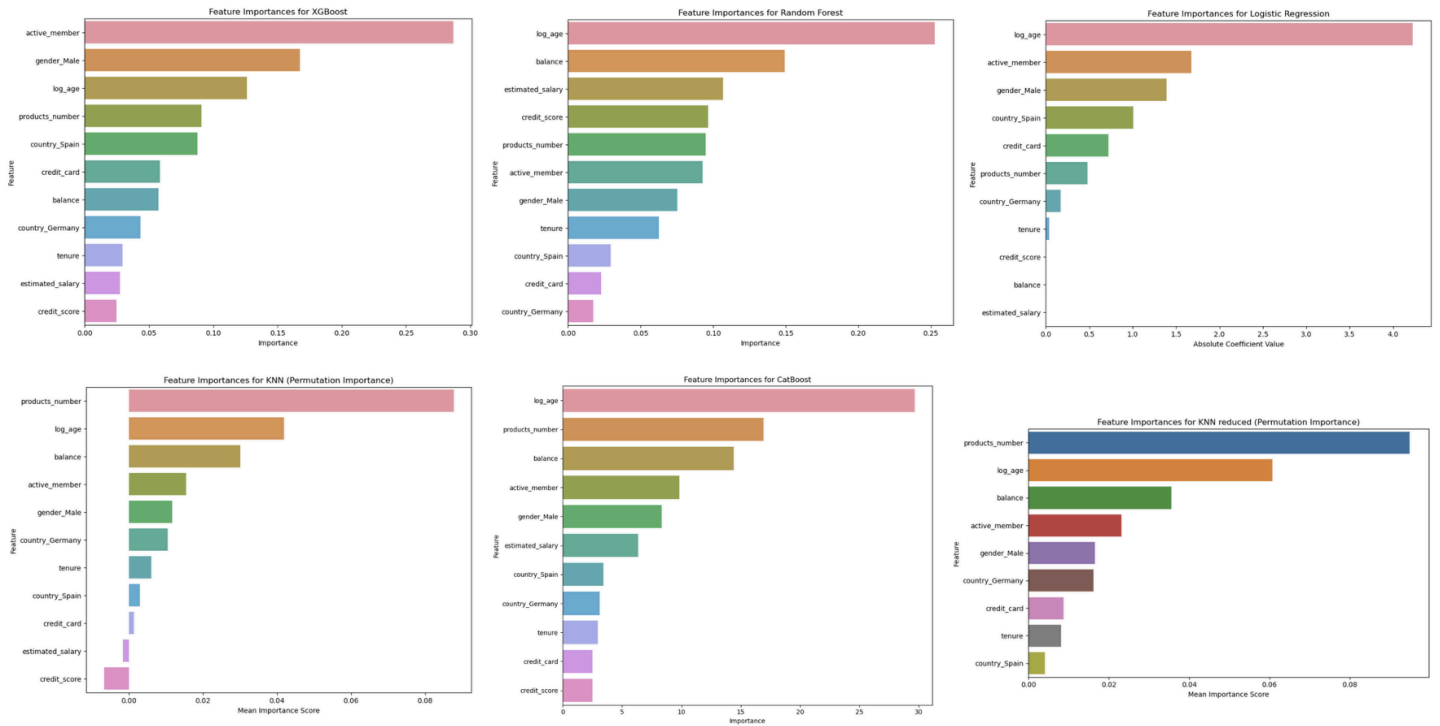 Feature Importances for XGBoost
Feature
active_member
gender_Male
log_age
products_number
country_Spain
credit_card
balance
country_Germany
tenure
estimated_salary
credit_score
0.00 0.05 0.10 0.15 0.20 0.25 0.30
Importance
Feature Importances for Random Forest
Feature
log_age
balance
estimated_salary
credit_score
products_number
active_member
gender_Male
tenure
country_Spain
credit_card
country_Germany
0.00 0.05 0.10 0.15 0.20 0.25
Importance
Feature Importances for Logistic Regression
Feature
log_age
active_member
gender_Male
country_Spain
credit_card
products_number
country_Germany
tenure
credit_score
balance
estimated_salary
0.0 0.5 1.0 1.5 2.0 2.5 3.0 3.5 4.0
Absolute Coefficient Value
Feature Importances for KNN (Permutation Importance)
Feature
products_number
log_age
balance
active_member
gender_Male
country_Germany
tenure
country_Spain
credit_card
estimated_salary
credit_score
0.00 0.02 0.04 0.06 0.08
Mean Importance Score
Feature Importances for CatBoost
Feature
log_age
products_number
balance
active_member
gender_Male
estimated_salary
country_Spain
country_Germany
tenure
credit_card
credit_score
0 5 10 15 20 25 30
Importance
Feature Importances for KNN reduced (Permutation Importance)
Feature
products_number
log_age
balance
active_member
gender_Male
country_Germany
credit_card
tenure
country_Spain
0.00 0.02 0.04 0.06 0.08
Mean Importance Score